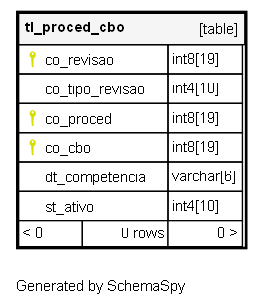 tl_proced_cbo [table]
co_revisao int8[19]
co_tipo_revisao int4[10]
co_proced int8[19]
co_cbo int8[19]
dt_competencia varchar[6]
st_ativo int4[10]
< 0 0 rows 0 >
Generated by SchemaSpy